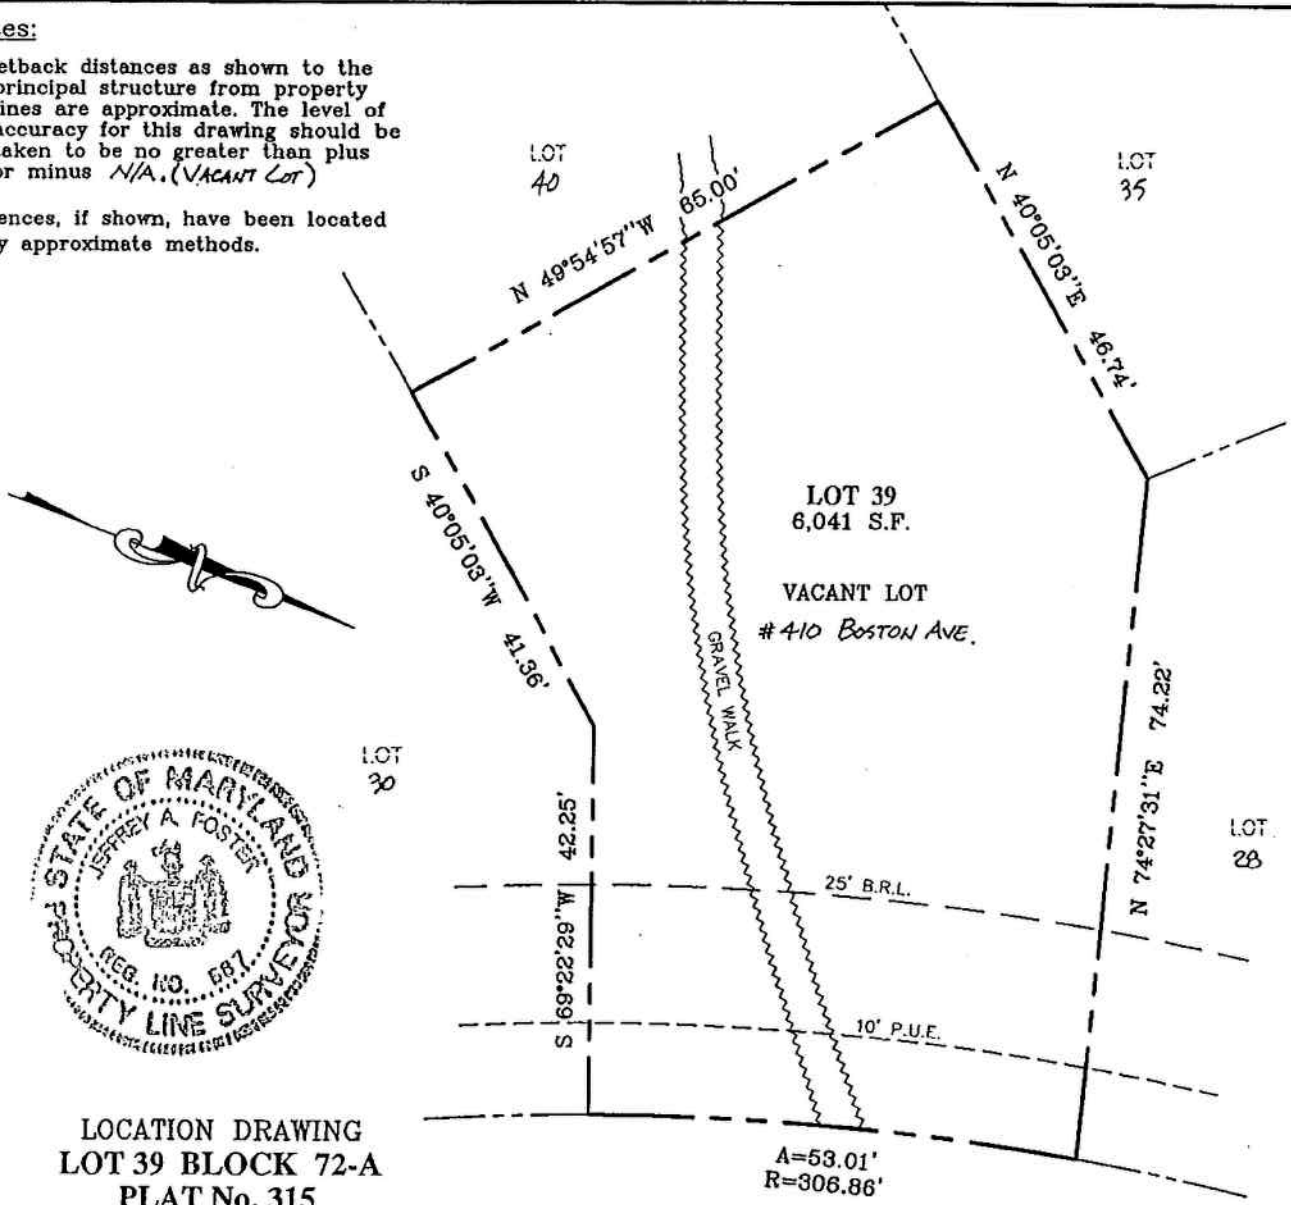 es:
etback distances as shown to the
principal structure from property
ines are approximate. The level of
accuracy for this drawing should be
taken to be no greater than plus
or minus N/A. (VACANT LOT)
ences, if shown, have been located
y approximate methods.
LOT
40
LOT
35
N 49°54'57"W 65.00'
N 40°05'03"E 46.74'
S 40°05'03"W 41.36'
LOT 39
6,041 S.F.
VACANT LOT
#410 BOSTON AVE.
GRAVEL WALK
LOT
30
N 74°27'31"E 74.22'
LOT
28
S 69°22'29"W 42.25'
25' B.R.L.
10' P.U.E.
A=53.01'
R=306.86'
STATE OF MARYLAND
PROPERTY LINE SURVEYOR
JEFFREY A. FOSTER
REG. NO.
LOCATION DRAWING
LOT 39 BLOCK 72-A
PLAT No. 315